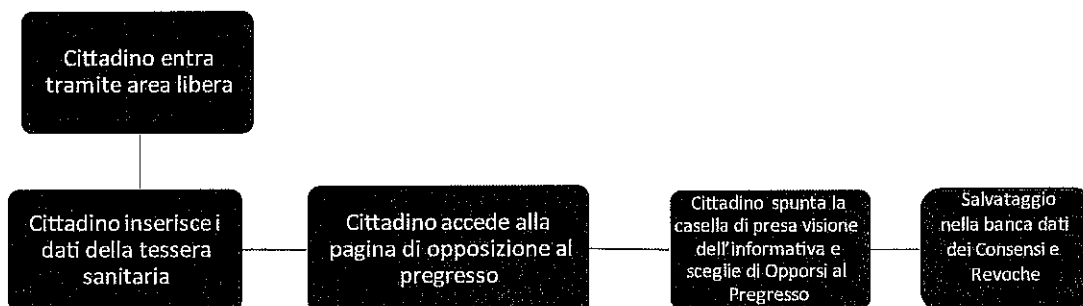 Cittadino entra
tramite area libera
Cittadino inserisce i
dati della tessera
sanitaria
Cittadino accede alla
pagina di opposizione al
pregresso
Cittadino spunta la
casella di presa visione
dell'informativa e
sceglie di Opporsi al
Pregresso
Salvataggio
nella banca dati
dei Consensi e
Revoche